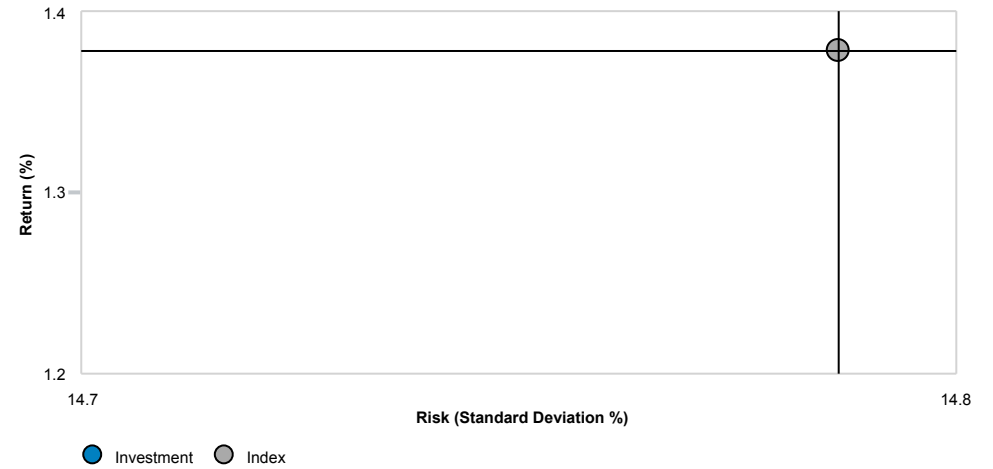 1.4
Return (%)
1.3
1.2
14.7
14.8
Risk (Standard Deviation %)
Investment
Index